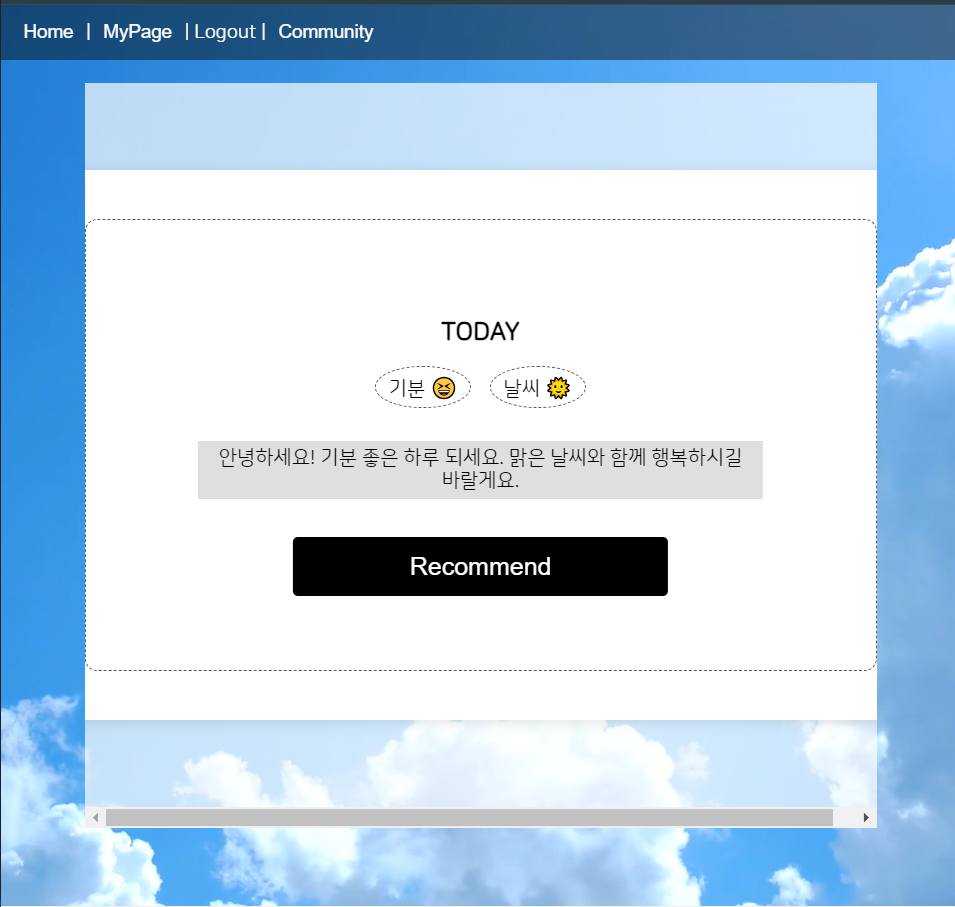 Home | MyPage | Logout | Community
TODAY
기분 😆 날씨 🌞
안녕하세요! 기분 좋은 하루 되세요. 맑은 날씨와 함께 행복하시길
바랄게요.
Recommend